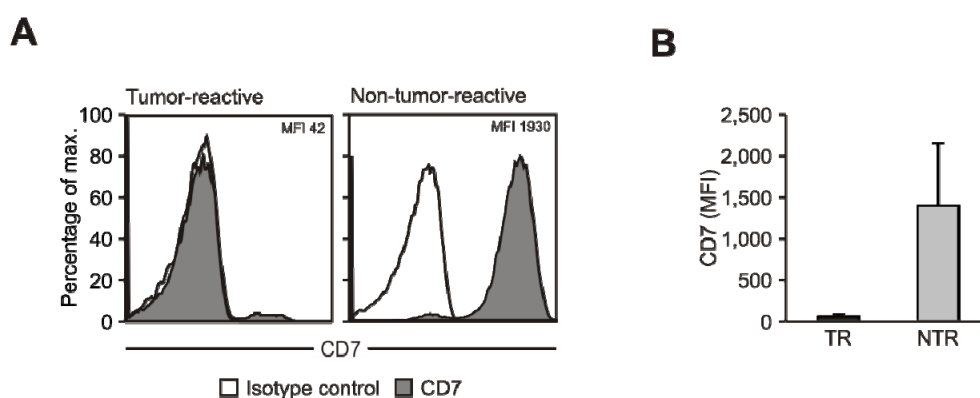 A
B
Tumor-reactive
Non-tumor-reactive
MFI 42
MFI 1930
Percentage of max.
100
80
60
40
20
0
CD7
Isotype control
CD7
CD7 (MFI)
2,500
2,000
1,500
1,000
500
0
TR
NTR